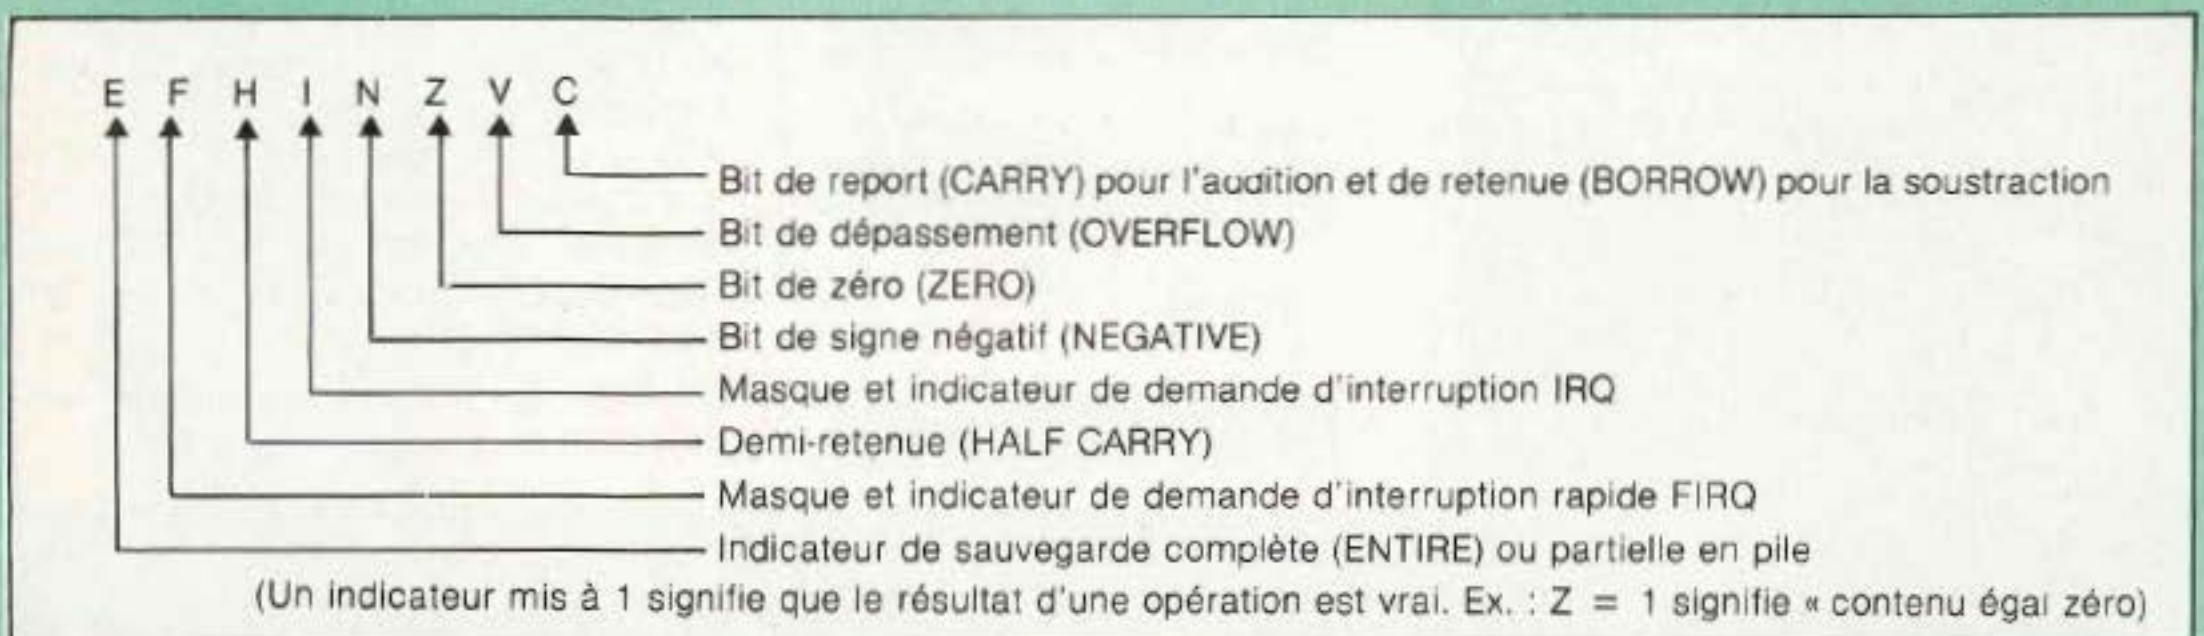 E F H I N Z V C
Bit de report (CARRY) pour l'audition et de retenue (BORROW) pour la soustraction
Bit de dépassement (OVERFLOW)
Bit de zéro (ZERO)
Bit de signe négatif (NEGATIVE)
Masque et indicateur de demande d'interruption IRQ
Demi-retenue (HALF CARRY)
Masque et indicateur de demande d'interruption rapide FIRQ
Indicateur de sauvegarde complète (ENTIRE) ou partielle en pile
(Un indicateur mis à 1 signifie que le résultat d'une opération est vrai. Ex. : Z = 1 signifie « contenu égal zéro)